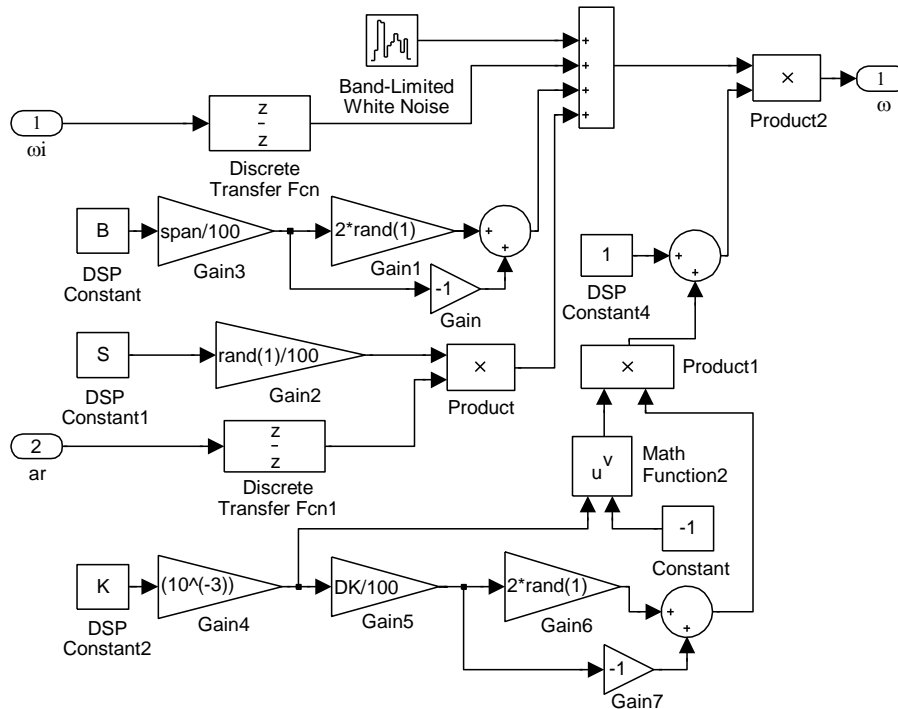 +
+
+
+
Band-Limited
White Noise
×
Product2
1
ω
1
ωi
z
z
Discrete
Transfer Fcn
B
DSP
Constant
span/100
Gain3
2*rand(1)
Gain1
+
+
-1
Gain
1
DSP
Constant4
+
+
S
DSP
Constant1
rand(1)/100
Gain2
×
Product
×
Product1
2
ar
z
z
Discrete
Transfer Fcn1
u^v
Math
Function2
-1
Constant
K
DSP
Constant2
(10^(-3))
Gain4
DK/100
Gain5
2*rand(1)
Gain6
+
+
-1
Gain7